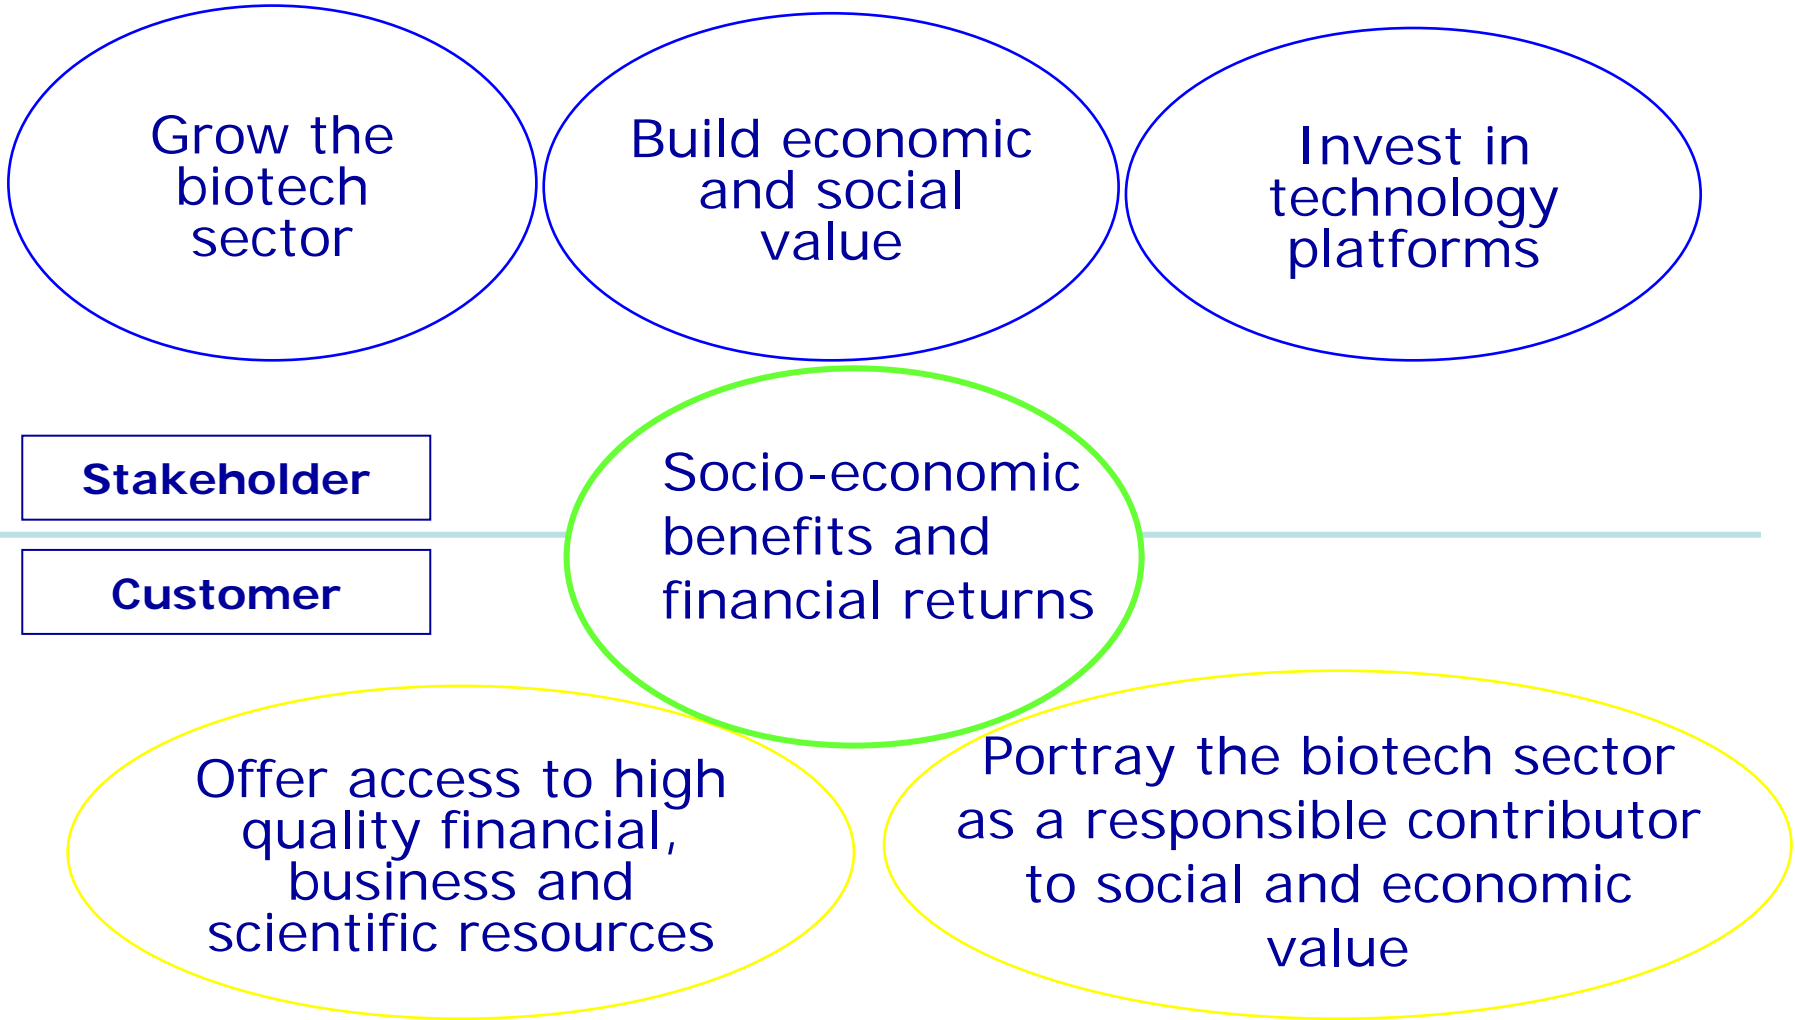 Grow the
biotech
sector
Build economic
and social
value
Invest in
technology
platforms
Stakeholder
Customer
Socio-economic
benefits and
financial returns
Offer access to high
quality financial,
business and
scientific resources
Portray the biotech sector
as a responsible contributor
to social and economic
value